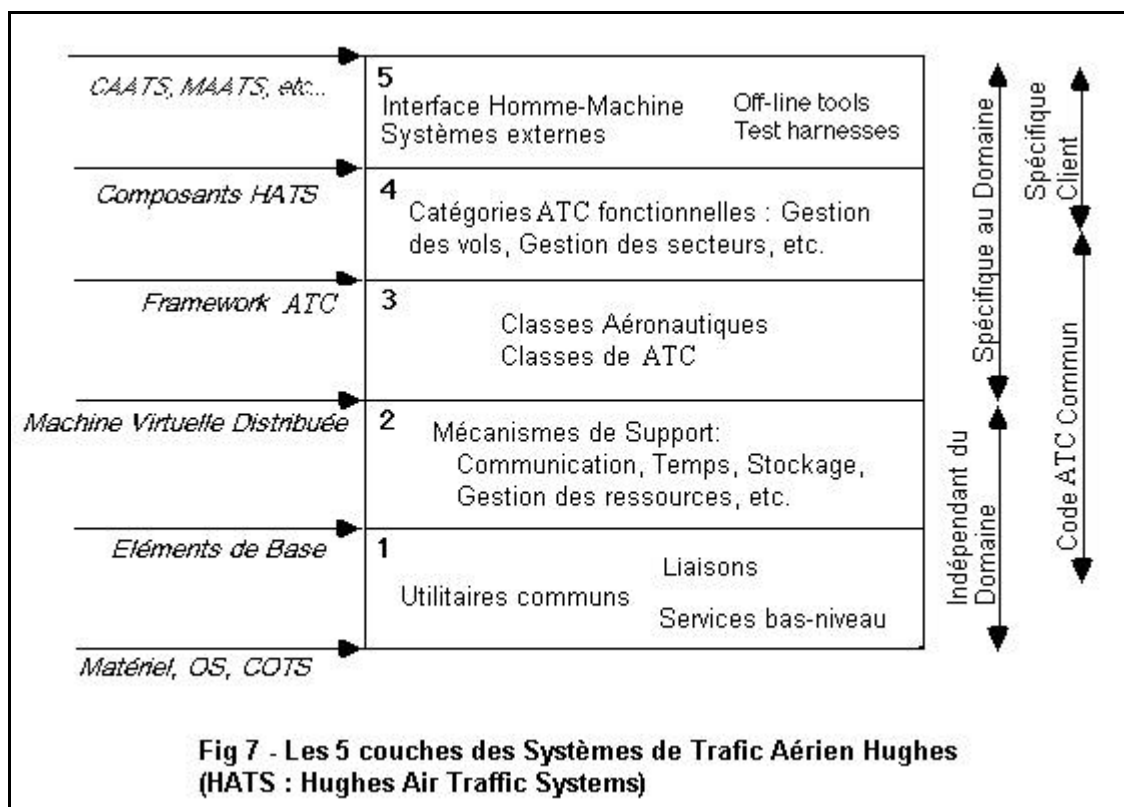 CAATS, MAATS, etc...
5
Interface Homme-Machine
Systèmes externes
Off-line tools
Test harnesses
Composants HATS
4
Catégories ATC fonctionnelles : Gestion
des vols, Gestion des secteurs, etc.
Framework ATC
3
Classes Aéronautiques
Classes de ATC
Machine Virtuelle Distribuée
2
Mécanismes de Support:
Communication, Temps, Stockage,
Gestion des ressources, etc.
Eléments de Base
1
Utilitaires communs
Liaisons
Services bas-niveau
Matériel, OS, COTS
Spécifique au Domaine
Indépendant du
Domaine
Spécifique
Client
Code ATC Commun
Fig 7 - Les 5 couches des Systèmes de Trafic Aérien Hughes
(HATS : Hughes Air Traffic Systems)